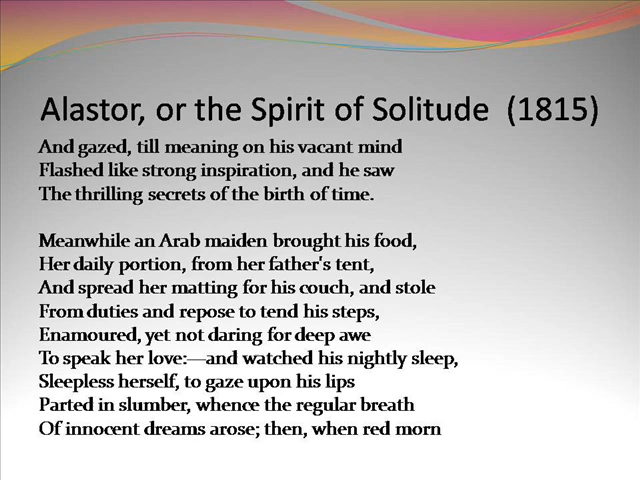 Alastor, or the Spirit of Solitude (1815)
And gazed, till meaning on his vacant mind
Flashed like strong inspiration, and he saw
The thrilling secrets of the birth of time.
Meanwhile an Arab maiden brought his food,
Her daily portion, from her father's tent,
And spread her matting for his couch, and stole
From duties and repose to tend his steps,
Enamoured, yet not daring for deep awe
To speak her love:—and watched his nightly sleep,
Sleepless herself, to gaze upon his lips
Parted in slumber, whence the regular breath
Of innocent dreams arose; then, when red morn